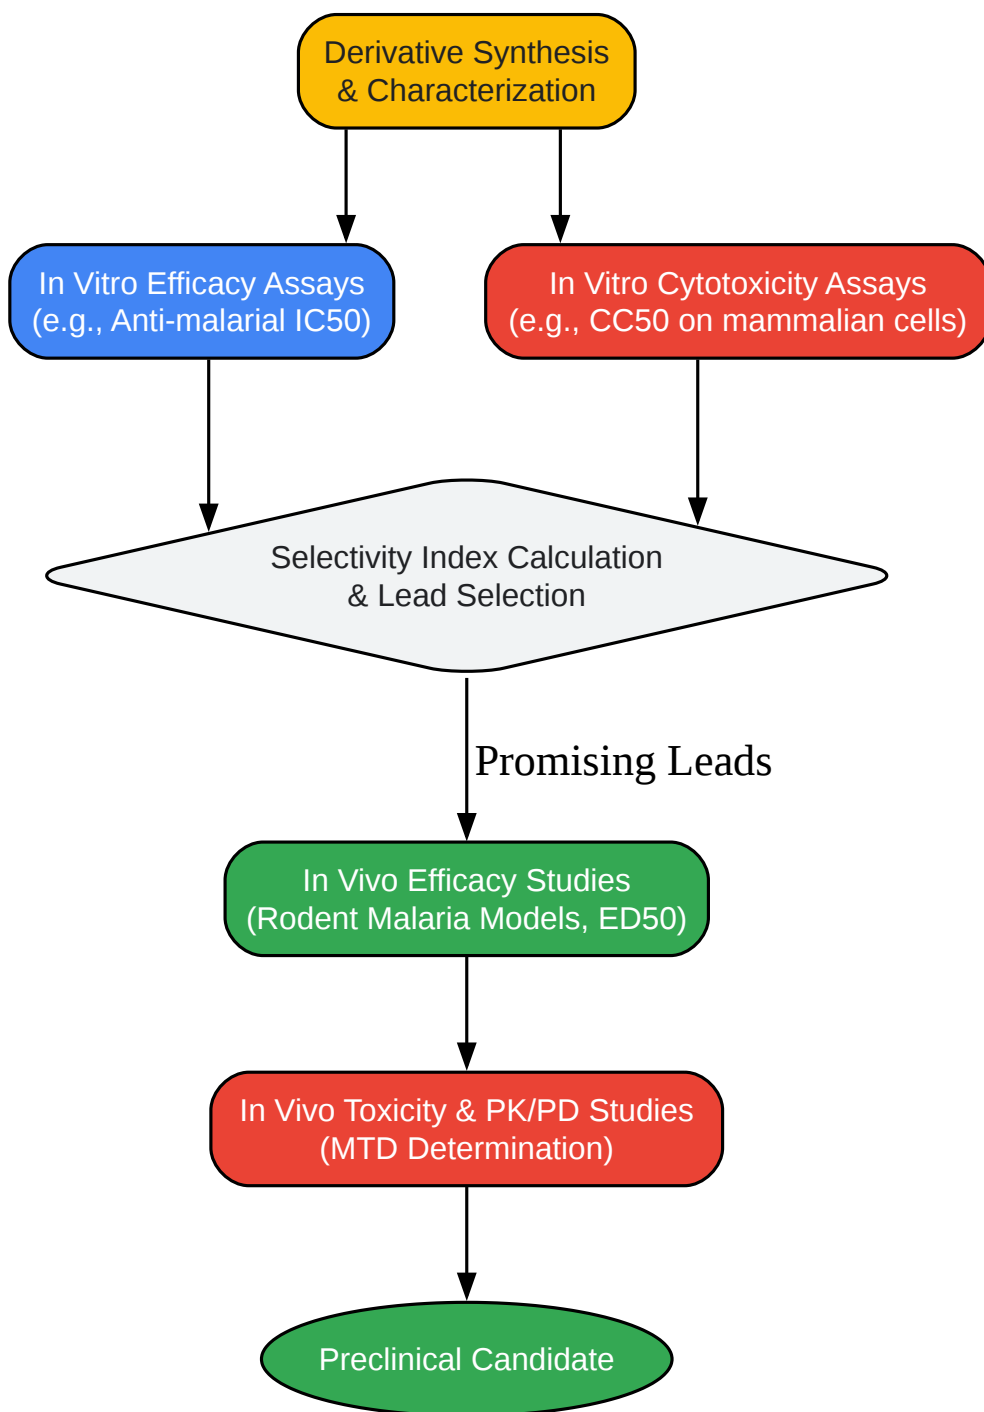 Derivative Synthesis
& Characterization
In Vitro Efficacy Assays
(e.g., Anti-malarial IC50)
In Vitro Cytotoxicity Assays
(e.g., CC50 on mammalian cells)
Selectivity Index Calculation
& Lead Selection
Promising Leads
In Vivo Efficacy Studies
(Rodent Malaria Models, ED50)
In Vivo Toxicity & PK/PD Studies
(MTD Determination)
Preclinical Candidate